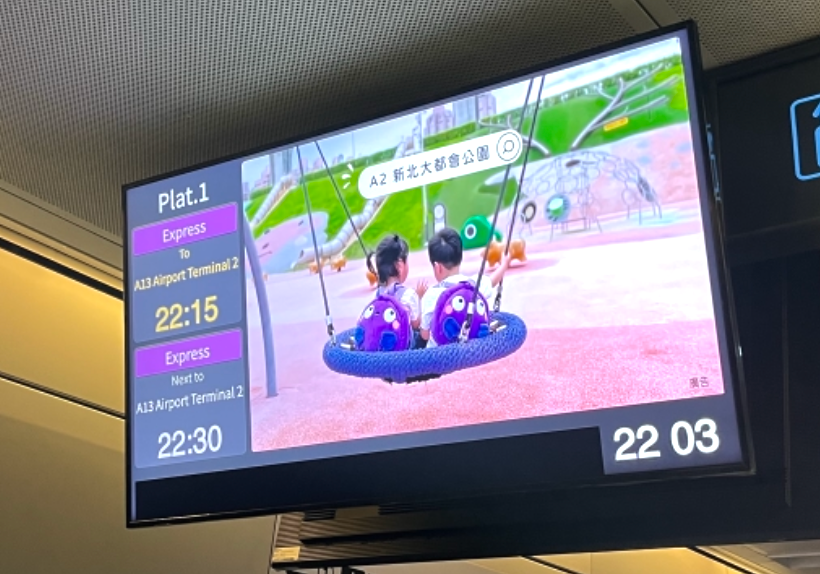 Plat.1
Express
To
A13 Airport Terminal 2
22:15
Express
Next to
A13 Airport Terminal 2
22:30
A2 新北大都會公園
廣告
22 03